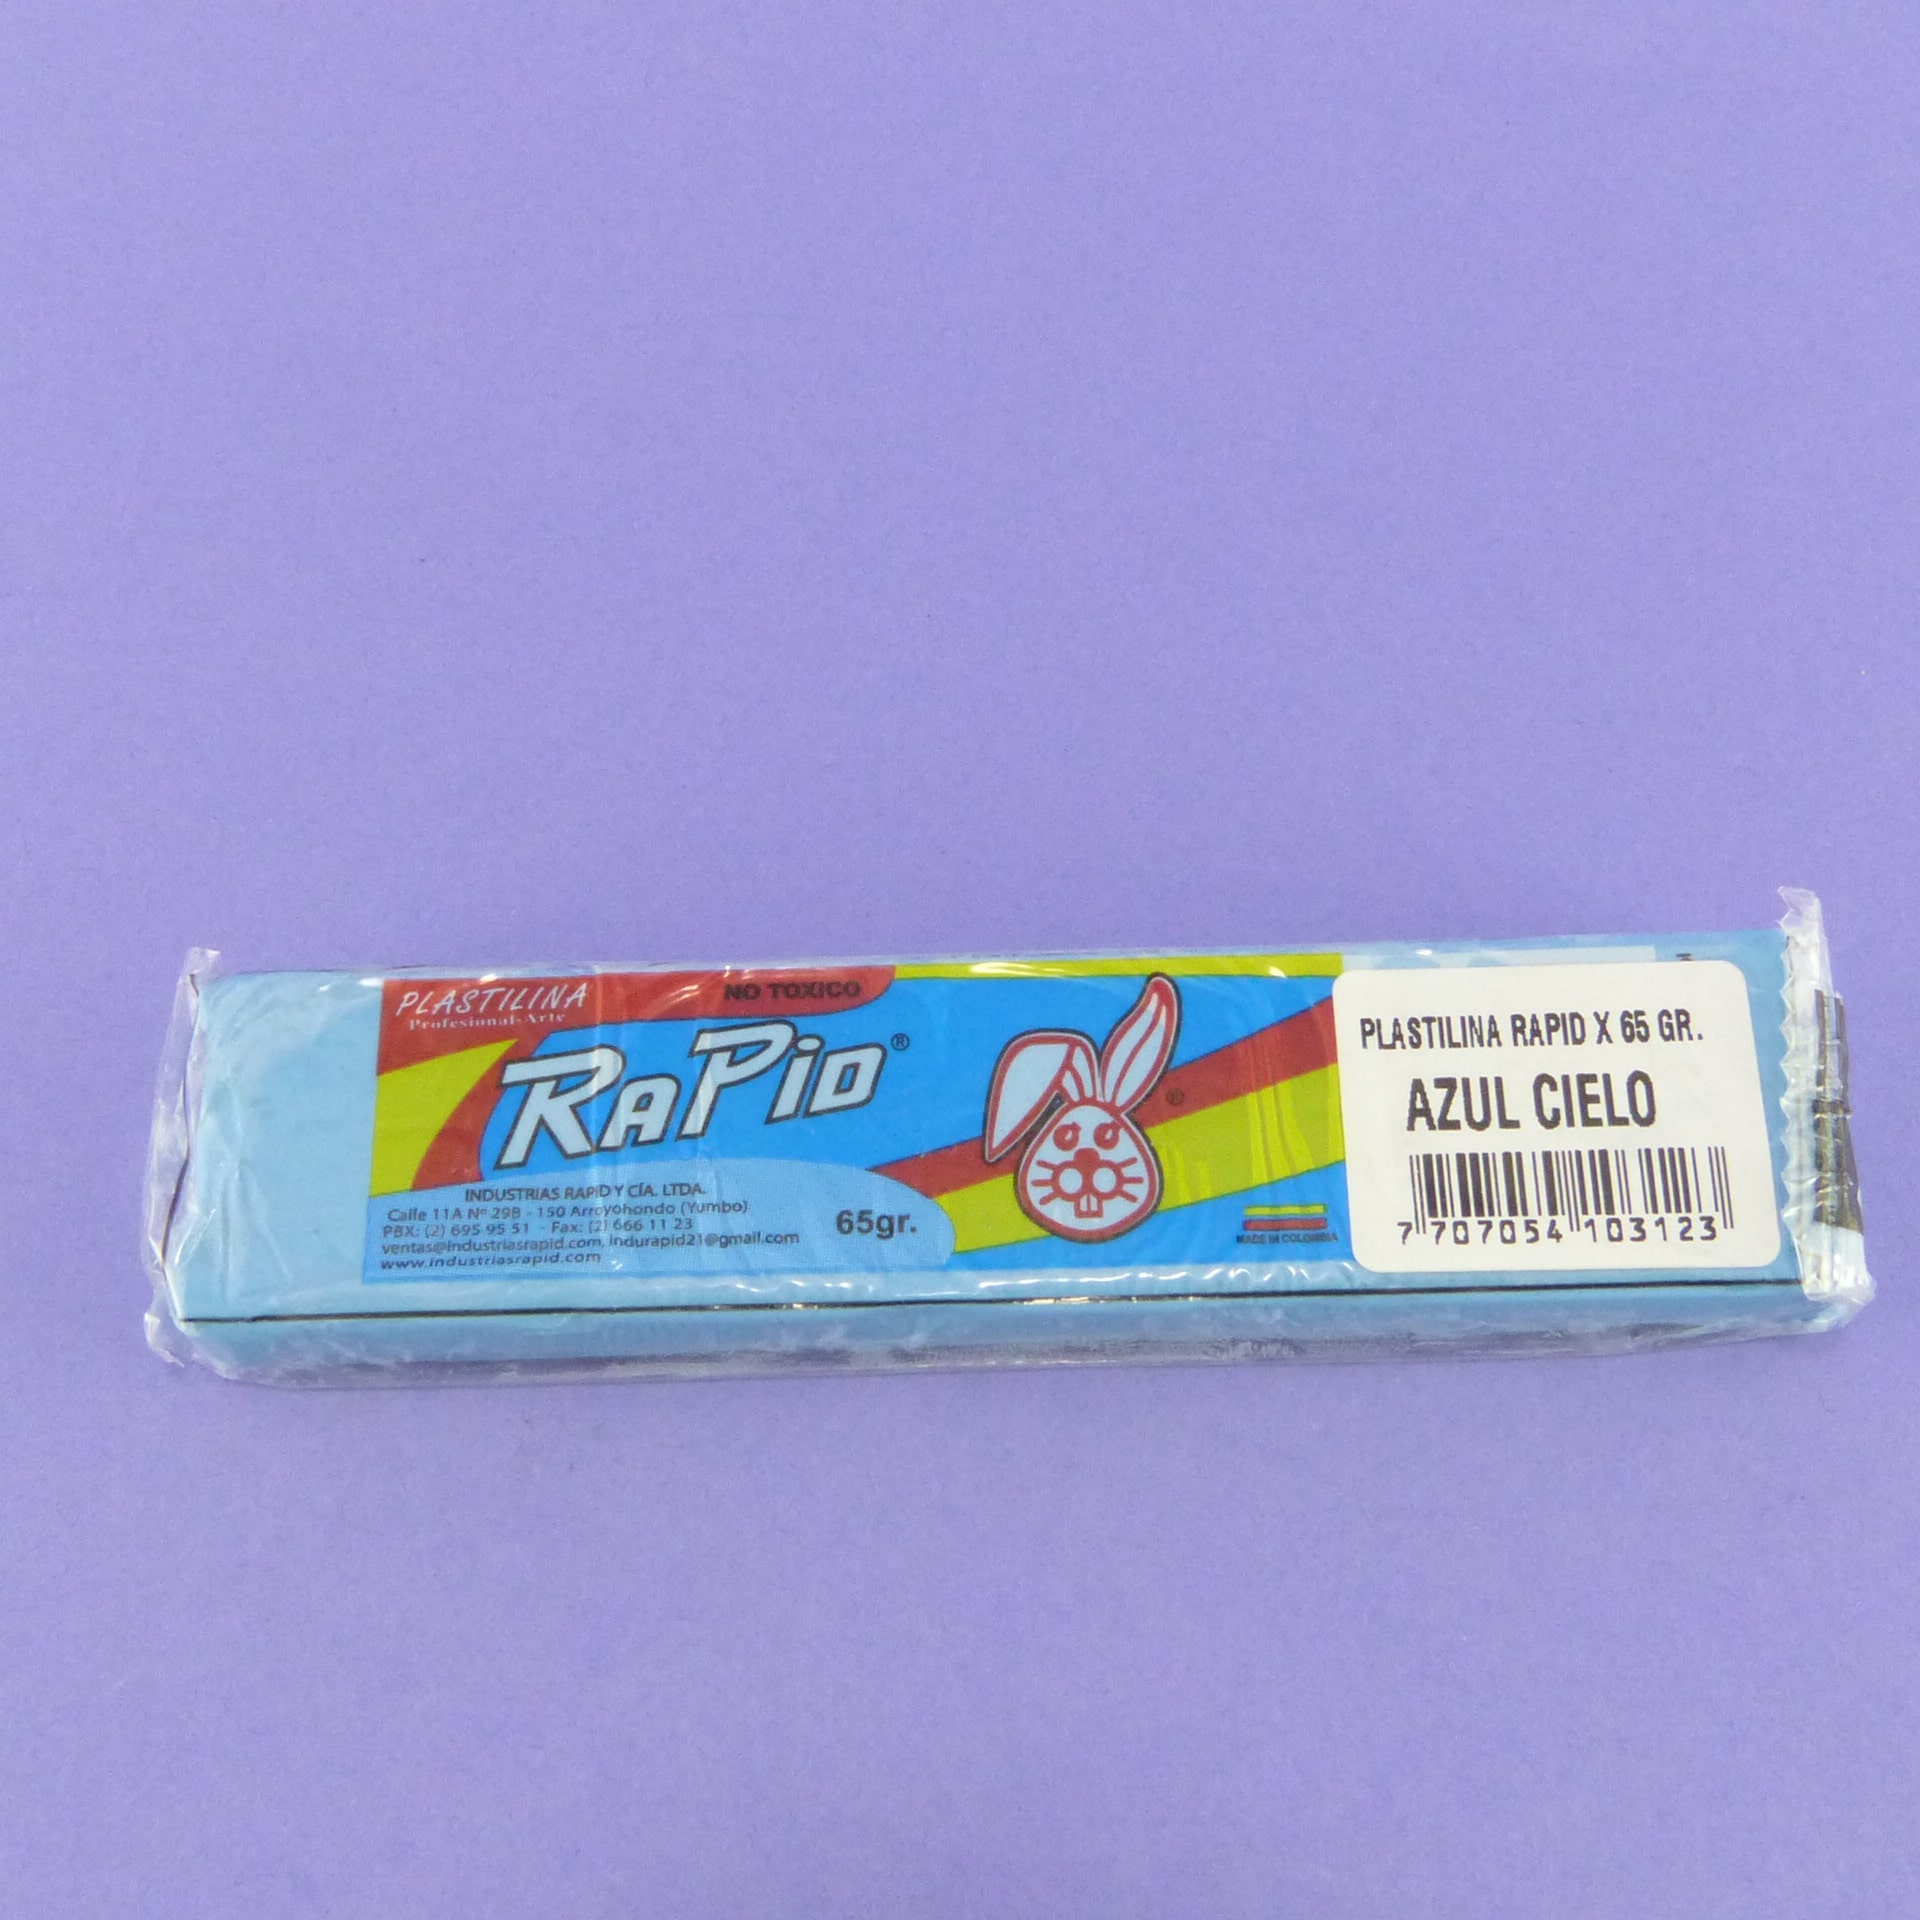 PLASTILINA
Profesional-Arte
NO TOXICO
RAPID®
INDUSTRIAS RAPID Y CÍA. LTDA.
Calle 11A Nº 29B - 150 Arroyohondo (Yumbo)
PBX: (2) 695 95 51 - Fax: (2) 666 11 23
ventas@industriasrapid.com, indurapid21@gmail.com
www.industriasrapid.com
65gr.
®
MADE IN COLOMBIA
PLASTILINA RAPID X 65 GR.
AZUL CIELO
7 707054 103123